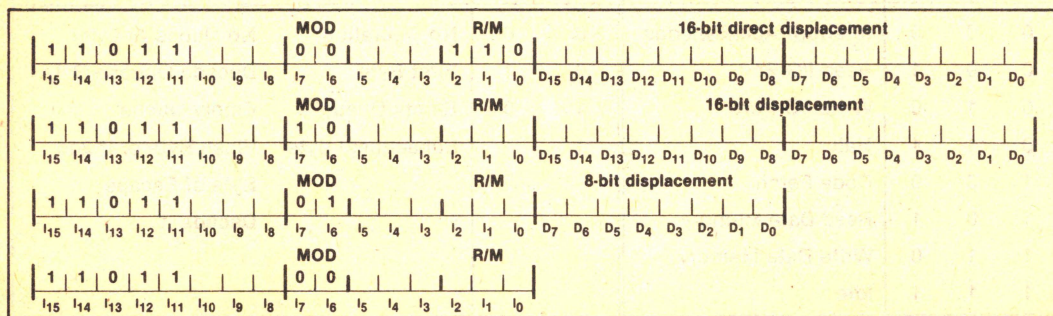 MOD R/M 16-bit direct displacement
1 1 0 1 1 0 0 1 1 0
I15 I14 I13 I12 I11 I10 I9 I8 I7 I6 I5 I4 I3 I2 I1 I0 D15 D14 D13 D12 D11 D10 D9 D8 D7 D6 D5 D4 D3 D2 D1 D0
MOD R/M 16-bit displacement
1 1 0 1 1 1 0
I15 I14 I13 I12 I11 I10 I9 I8 I7 I6 I5 I4 I3 I2 I1 I0 D15 D14 D13 D12 D11 D10 D9 D8 D7 D6 D5 D4 D3 D2 D1 D0
MOD R/M 8-bit displacement
1 1 0 1 1 0 1
I15 I14 I13 I12 I11 I10 I9 I8 I7 I6 I5 I4 I3 I2 I1 I0 D7 D6 D5 D4 D3 D2 D1 D0
MOD R/M
1 1 0 1 1 0 0
I15 I14 I13 I12 I11 I10 I9 I8 I7 I6 I5 I4 I3 I2 I1 I0